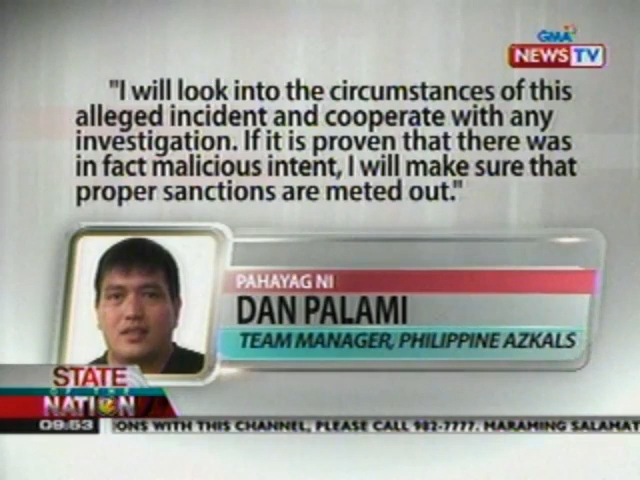 GMA
NEWS TV
"I will look into the circumstances of this
alleged incident and cooperate with any
investigation. If it is proven that there was
in fact malicious intent, I will make sure that
proper sanctions are meted out."
PAHAYAG NI
DAN PALAMI
TEAM MANAGER, PHILIPPINE AZKALS
STATE
OF THE
NATION
09:53
IONS WITH THIS CHANNEL, PLEASE CALL 982-7777. MARAMING SALAMAT